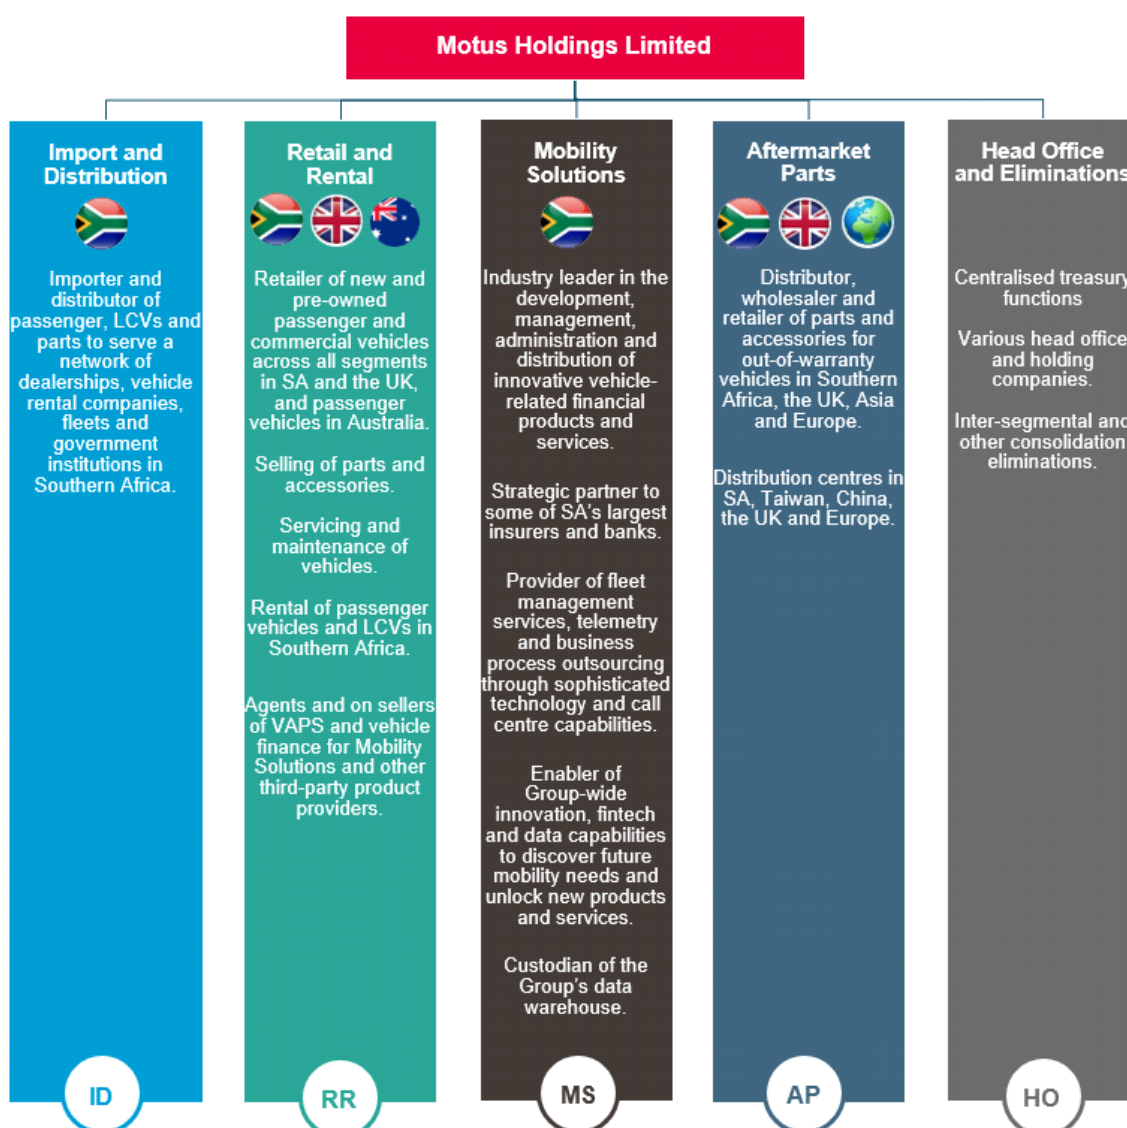 Motus Holdings Limited
Import and
Distribution
Importer and
distributor of
passenger, LCVs and
parts to serve a
network of
dealerships, vehicle
rental companies,
fleets and
government
institutions in
Southern Africa.
ID
Retail and
Rental
Retailer of new and
pre-owned
passenger and
commercial vehicles
across all segments
in SA and the UK,
and passenger
vehicles in Australia.
Selling of parts and
accessories.
Servicing and
maintenance of
vehicles.
Rental of passenger
vehicles and LCVs in
Southern Africa.
Agents and on sellers
of VAPS and vehicle
finance for Mobility
Solutions and other
third-party product
providers.
RR
Mobility
Solutions
Industry leader in the
development,
management,
administration and
distribution of
innovative vehicle-
related financial
products and
services.
Strategic partner to
some of SA's largest
insurers and banks.
Provider of fleet
management
services, telemetry
and business
process outsourcing
through sophisticated
technology and call
centre capabilities.
Enabler of
Group-wide
innovation, fintech
and data capabilities
to discover future
mobility needs and
unlock new products
and services.
Custodian of the
Group's data
warehouse.
MS
Aftermarket
Parts
Distributor,
wholesaler and
retailer of parts and
accessories for
out-of-warranty
vehicles in Southern
Africa, the UK, Asia
and Europe.
Distribution centres in
SA, Taiwan, China,
the UK and Europe.
AP
Head Office
and Eliminations
Centralised treasury
functions
Various head office
and holding
companies.
Inter-segmental and
other consolidation
eliminations.
HO